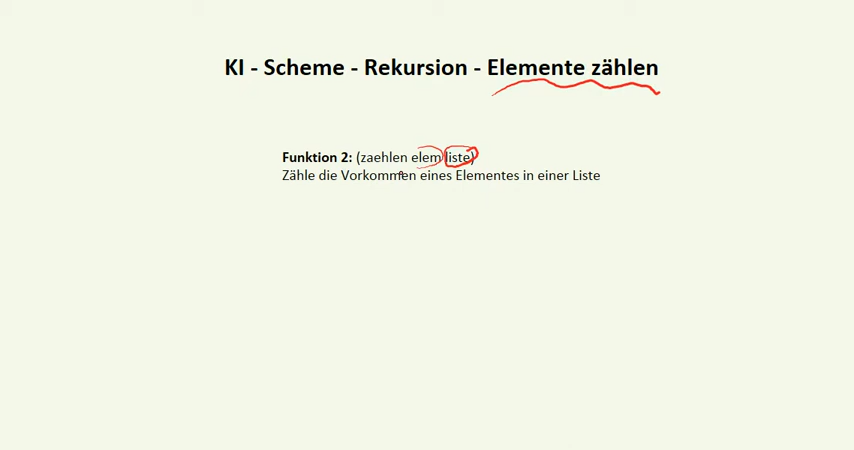 KI - Scheme - Rekursion - Elemente zählen
Funktion 2: (zaehlen elem liste)
Zähle die Vorkommen eines Elementes in einer Liste